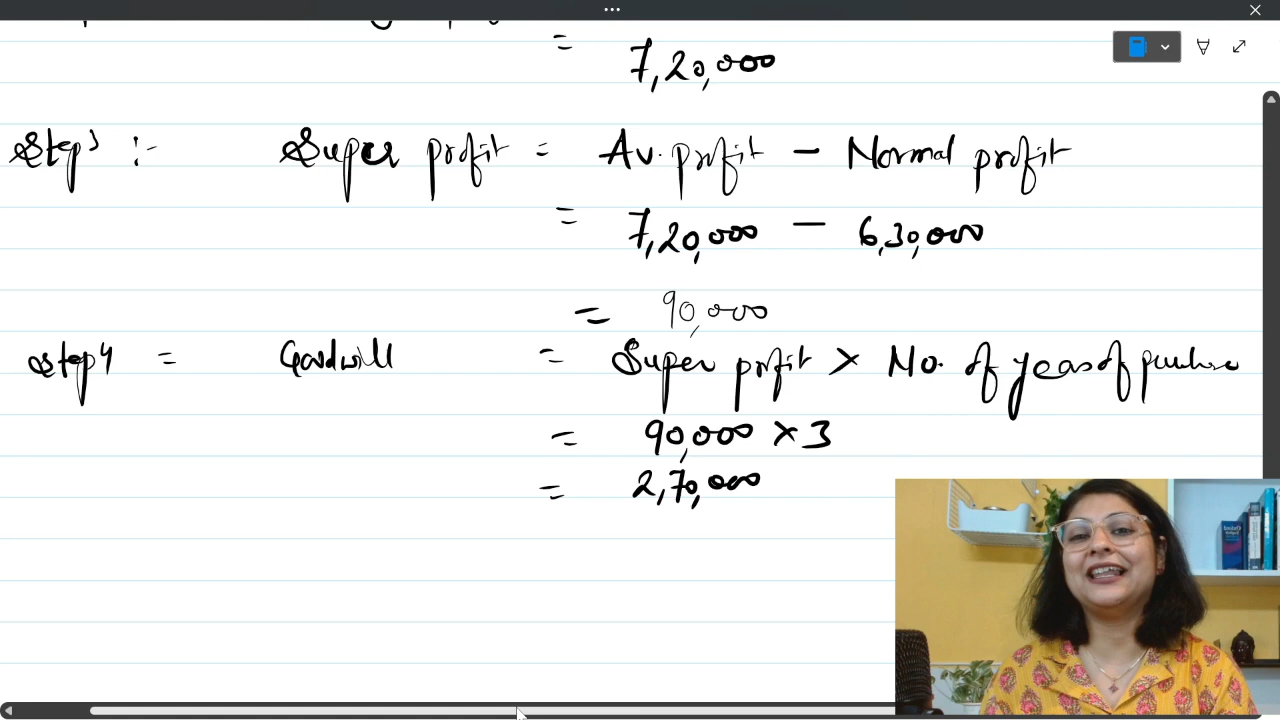 = 7,20,000
Step 3 :- Super profit = Av. profit - Normal profit
= 7,20,000 - 6,30,000
= 90,000
Step 4 = Goodwill = Super profit × No. of years of purchase
= 90,000 × 3
= 2,70,000